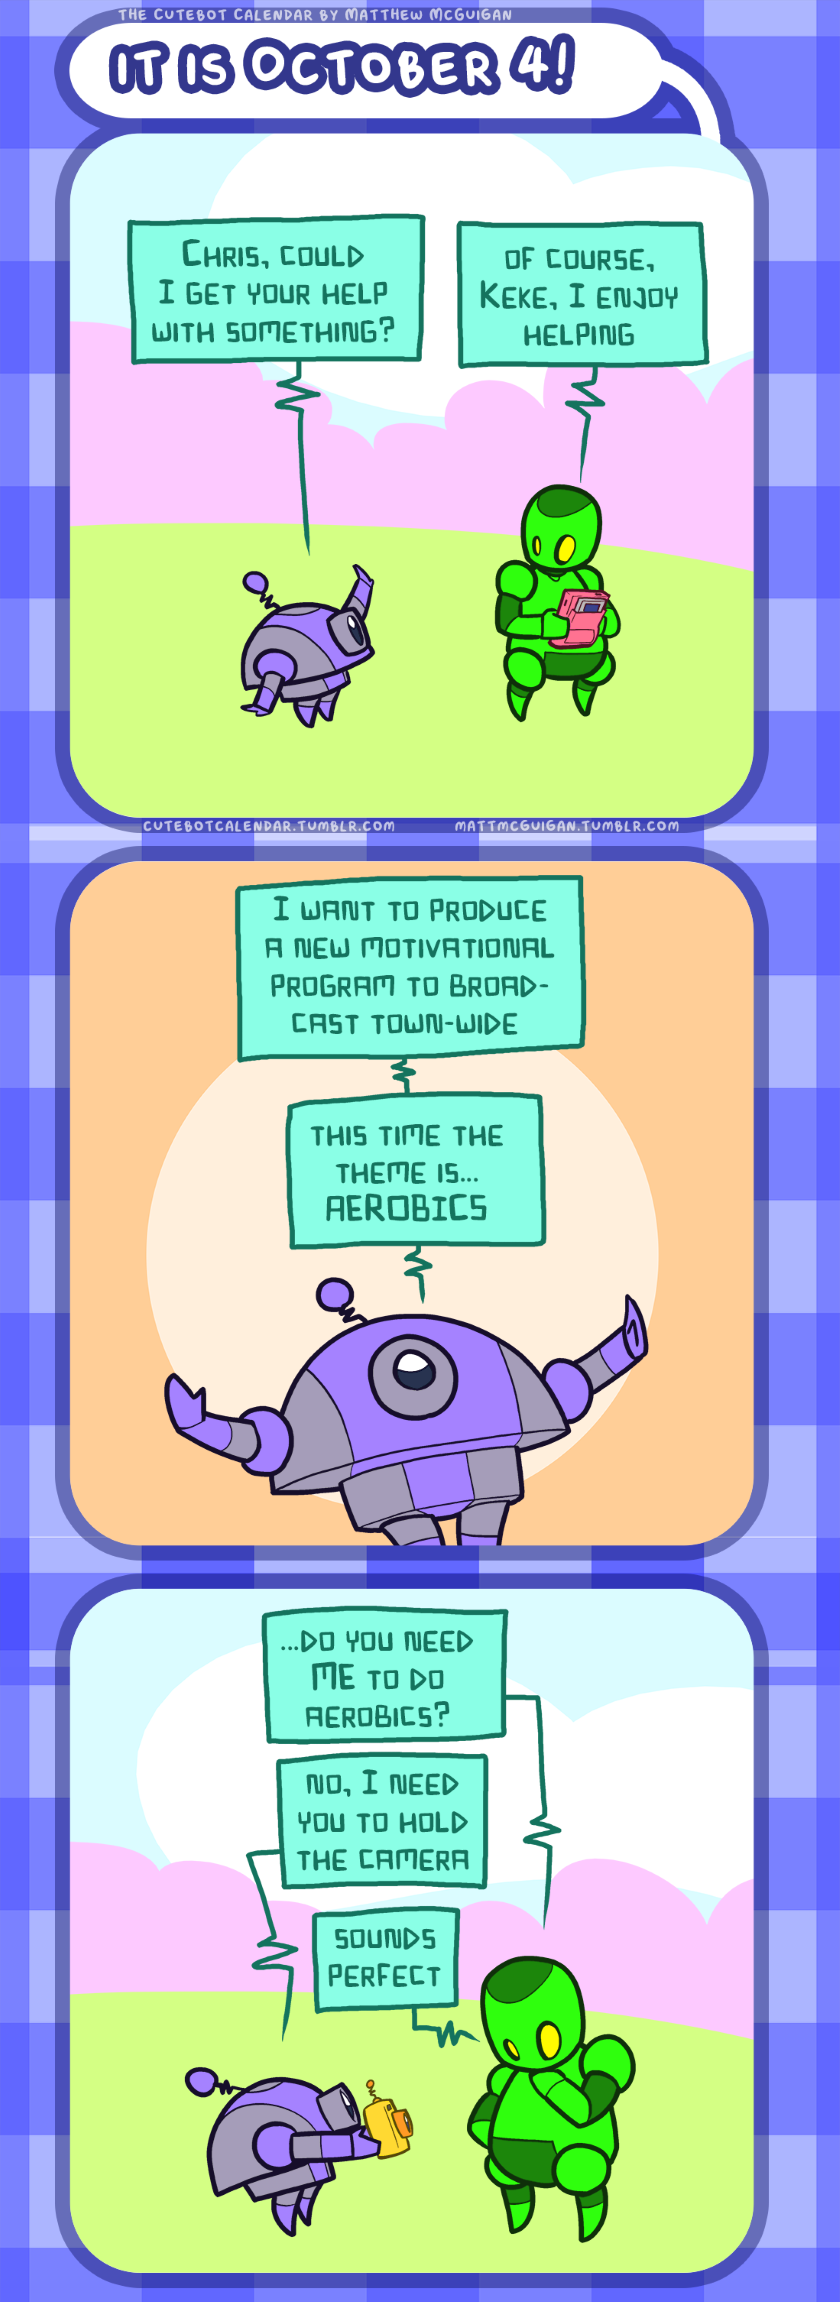 THE CUTEBOT CALENDAR BY MATTHEW MCGUIGAN
IT IS OCTOBER 4!
CHRIS, COULD
I GET YOUR HELP
WITH SOMETHING?
OF COURSE,
KEKE, I ENJOY
HELPING
CUTEBOTCALENDAR.TUMBLR.COM
MATTMCGUIGAN.TUMBLR.COM
I WANT TO PRODUCE
A NEW MOTIVATIONAL
PROGRAM TO BROAD-
CAST TOWN-WIDE
THIS TIME THE
THEME IS...
AEROBICS
...DO YOU NEED
ME TO DO
AEROBICS?
NO, I NEED
YOU TO HOLD
THE CAMERA
SOUNDS
PERFECT